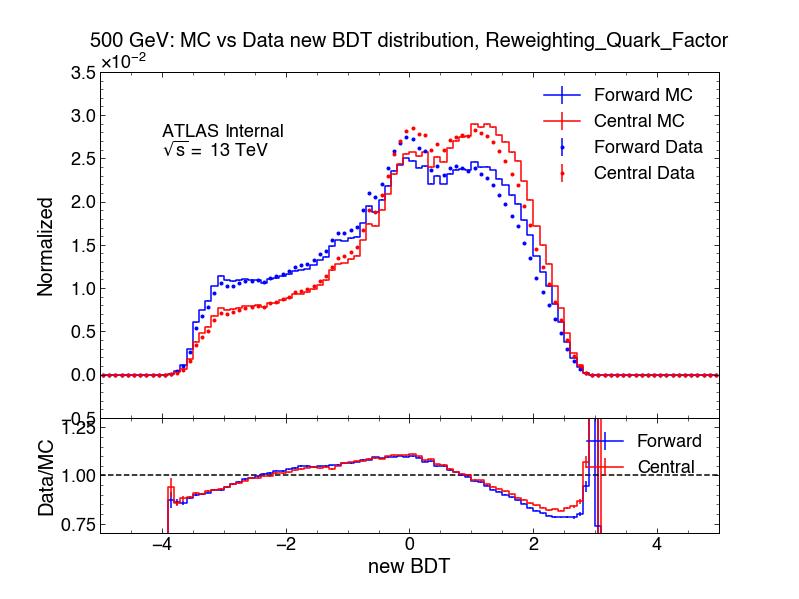 500 GeV: MC vs Data new BDT distribution, Reweighting_Quark_Factor
×10⁻²
3.5
3.0
2.5
2.0
1.5
1.0
0.5
0.0
−0.5
Normalized
ATLAS Internal
√s = 13 TeV
Forward MC
Central MC
Forward Data
Central Data
1.25
1.00
0.75
Data/MC
Forward
Central
−4 −2 0 2 4
new BDT